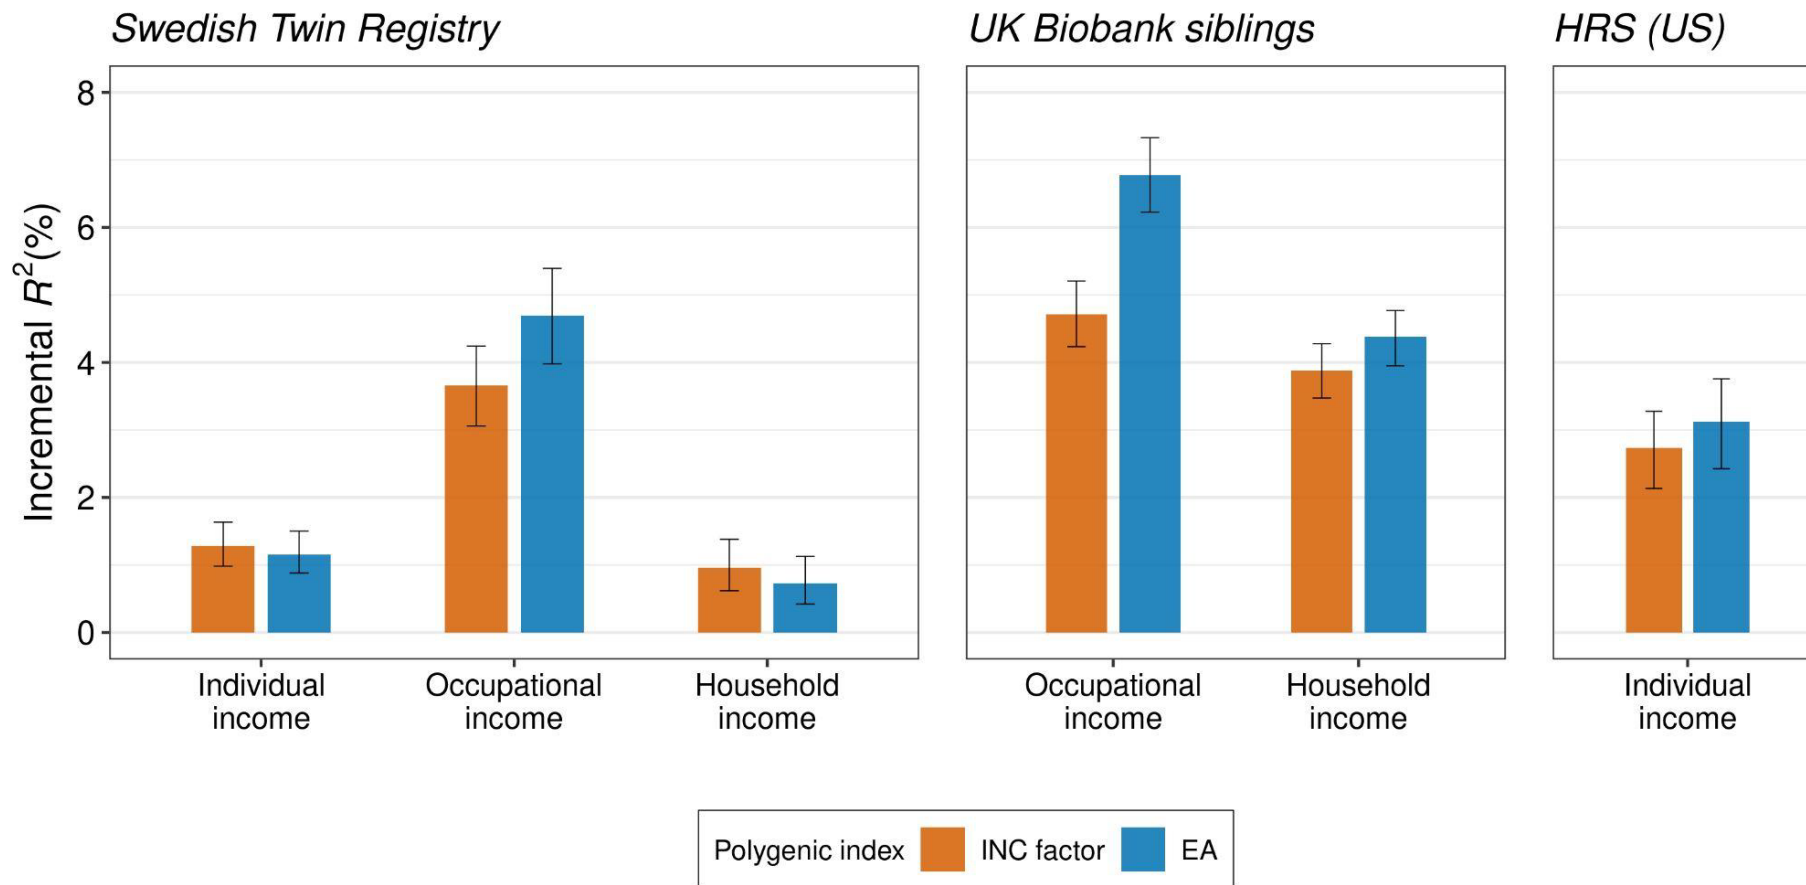 Swedish Twin Registry
UK Biobank siblings
HRS (US)
Incremental R²(%)
8
6
4
2
0
Individual
income
Occupational
income
Household
income
Occupational
income
Household
income
Individual
income
Polygenic index INC factor EA